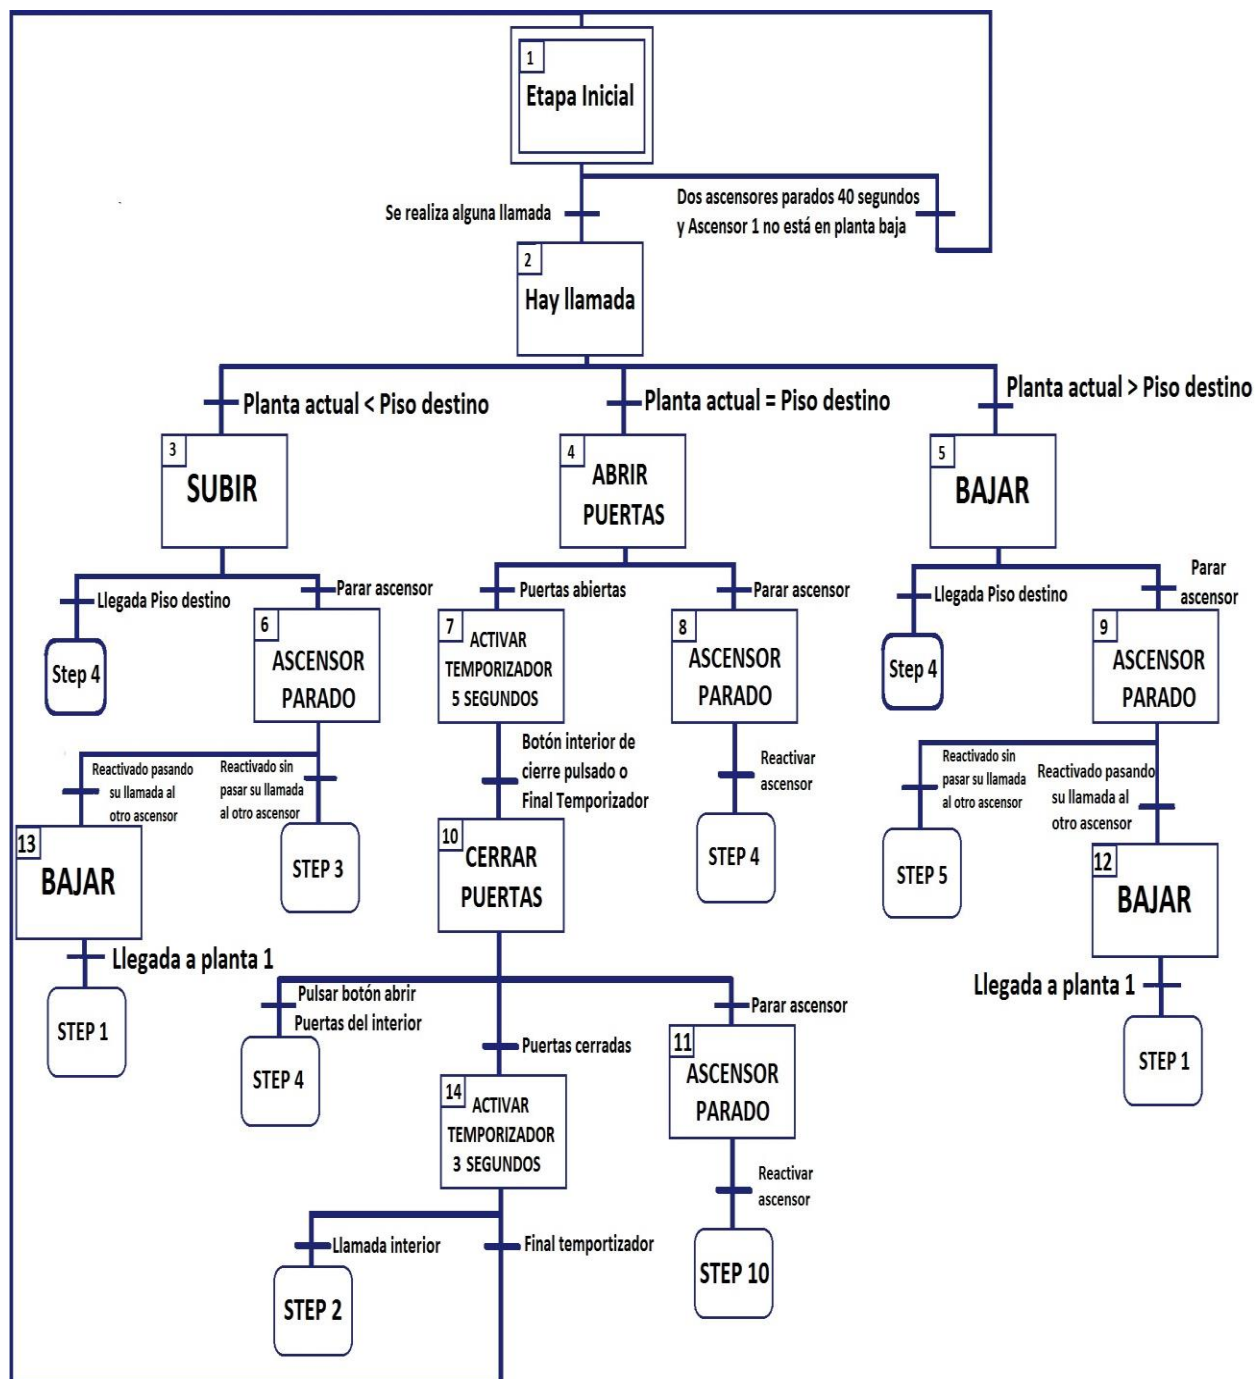 1
Etapa Inicial
Se realiza alguna llamada
Dos ascensores parados 40 segundos
y Ascensor 1 no está en planta baja
2
Hay llamada
Planta actual < Piso destino
Planta actual = Piso destino
Planta actual > Piso destino
3
SUBIR
4
ABRIR
PUERTAS
5
BAJAR
Llegada Piso destino
Parar ascensor
Puertas abiertas
Parar ascensor
Llegada Piso destino
Parar
ascensor
Step 4
6
ASCENSOR
PARADO
7
ACTIVAR
TEMPORIZADOR
5 SEGUNDOS
8
ASCENSOR
PARADO
Step 4
9
ASCENSOR
PARADO
Reactivado pasando
su llamada al
otro ascensor
Reactivado sin
pasar su llamada
al otro ascensor
Botón interior de
cierre pulsado o
Final Temporizador
Reactivar
ascensor
Reactivado sin
pasar su llamada
al otro ascensor
Reactivado pasando
su llamada al
otro ascensor
13
BAJAR
STEP 3
10
CERRAR
PUERTAS
STEP 4
STEP 5
12
BAJAR
Llegada a planta 1
Llegada a planta 1
STEP 1
Pulsar botón abrir
Puertas del interior
Puertas cerradas
Parar ascensor
STEP 4
14
ACTIVAR
TEMPORIZADOR
3 SEGUNDOS
11
ASCENSOR
PARADO
STEP 1
Reactivar
ascensor
Llamada interior
Final temportizador
STEP 2
STEP 10